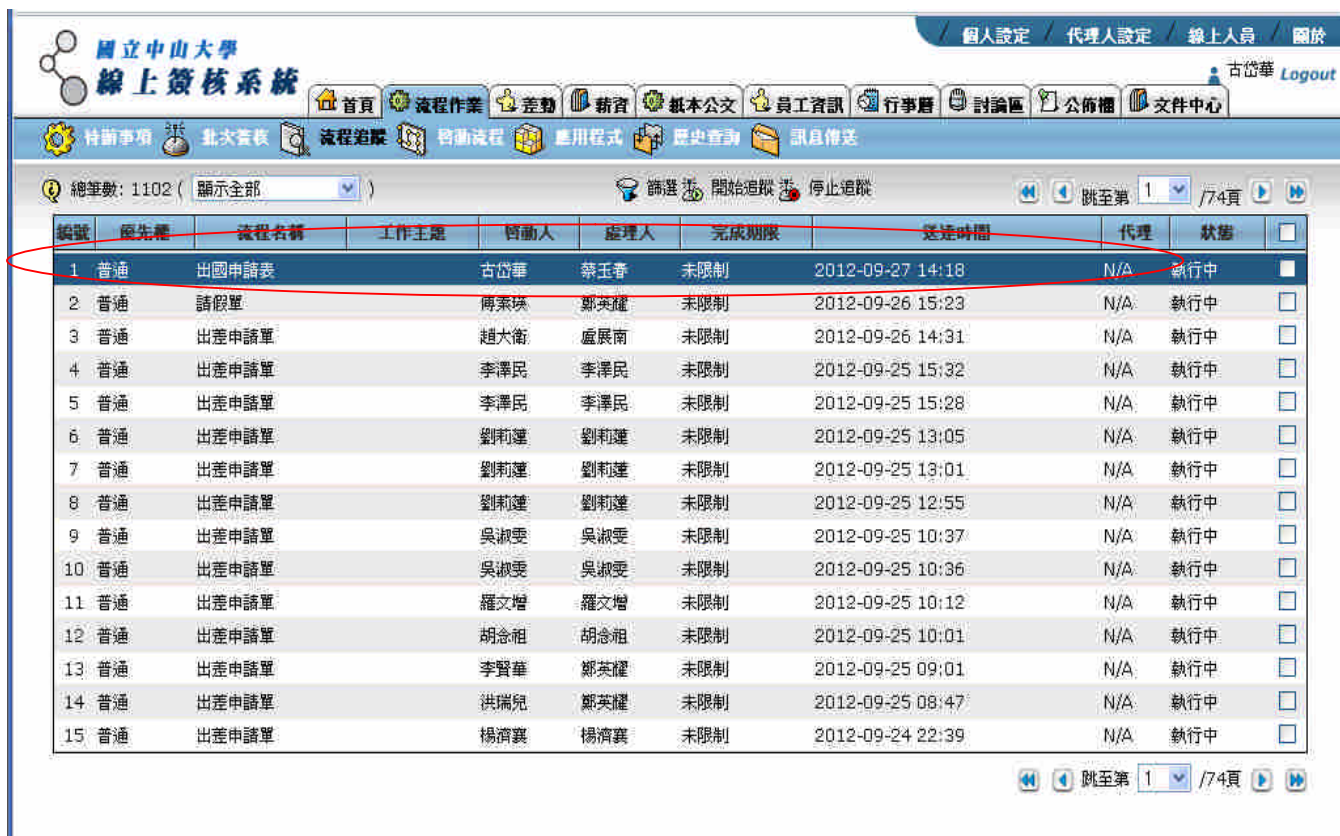 個人設定 / 代理人設定 / 線上人員 / 關於
國立中山大學
線上簽核系統
古岱華 Logout
首頁 流程作業 差勤 薪資 紙本公文 員工資訊 行事曆 討論區 公佈欄 文件中心
待辦事項 批次簽核 流程追蹤 啓動流程 應用程式 歷史查詢 訊息傳送
總筆數: 1102 ( 顯示全部 ) 篩選 開始追蹤 停止追蹤 跳至第 1 /74頁
編號 優先權 流程名稱 工作主題 啓動人 處理人 完成期限 送達時間 代理 狀態
1 普通 出國申請表 古岱華 蔡玉春 未限制 2012-09-27 14:18 N/A 執行中
2 普通 請假單 傅素瑛 鄭英耀 未限制 2012-09-26 15:23 N/A 執行中
3 普通 出差申請單 趙大衛 盧展南 未限制 2012-09-26 14:31 N/A 執行中
4 普通 出差申請單 李澤民 李澤民 未限制 2012-09-25 15:32 N/A 執行中
5 普通 出差申請單 李澤民 李澤民 未限制 2012-09-25 15:28 N/A 執行中
6 普通 出差申請單 劉莉蓮 劉莉蓮 未限制 2012-09-25 13:05 N/A 執行中
7 普通 出差申請單 劉莉蓮 劉莉蓮 未限制 2012-09-25 13:01 N/A 執行中
8 普通 出差申請單 劉莉蓮 劉莉蓮 未限制 2012-09-25 12:55 N/A 執行中
9 普通 出差申請單 吳淑雯 吳淑雯 未限制 2012-09-25 10:37 N/A 執行中
10 普通 出差申請單 吳淑雯 吳淑雯 未限制 2012-09-25 10:36 N/A 執行中
11 普通 出差申請單 羅文增 羅文增 未限制 2012-09-25 10:12 N/A 執行中
12 普通 出差申請單 胡念祖 胡念祖 未限制 2012-09-25 10:01 N/A 執行中
13 普通 出差申請單 李賢華 鄭英耀 未限制 2012-09-25 09:01 N/A 執行中
14 普通 出差申請單 洪瑞兒 鄭英耀 未限制 2012-09-25 08:47 N/A 執行中
15 普通 出差申請單 楊濟襄 楊濟襄 未限制 2012-09-24 22:39 N/A 執行中
跳至第 1 /74頁